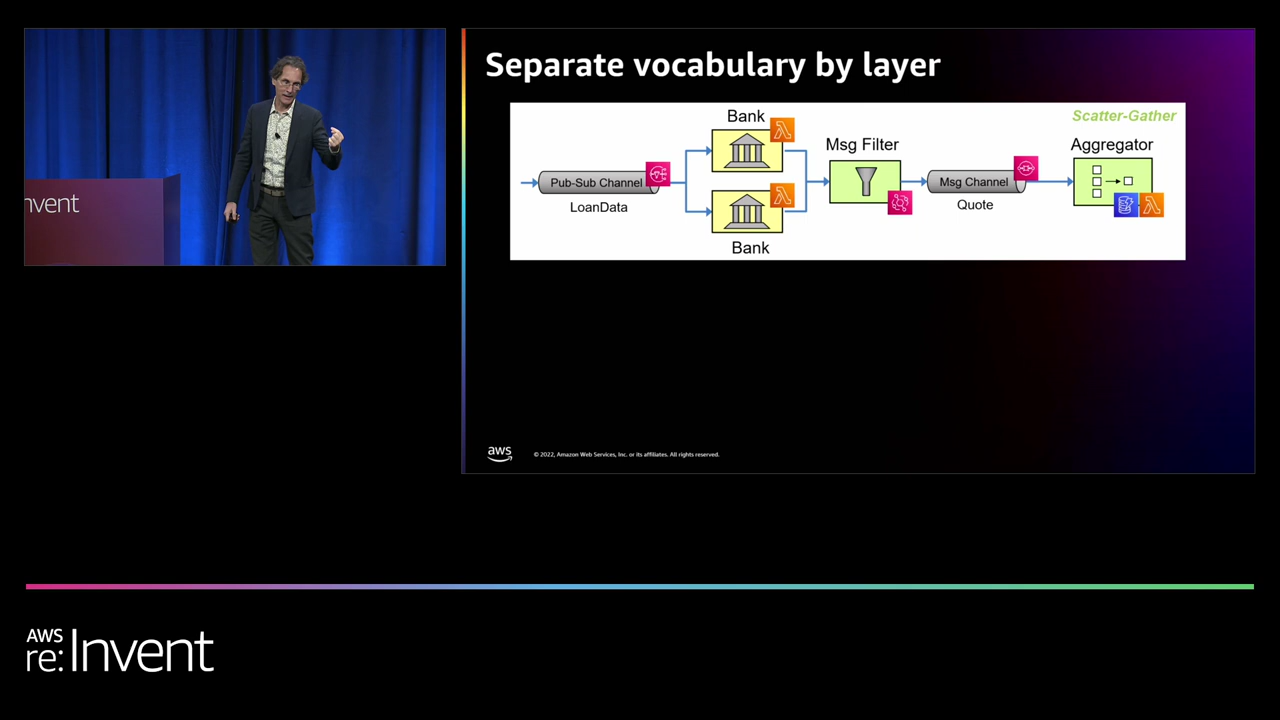 nvent
Separate vocabulary by layer
Scatter-Gather
Bank
Msg Filter
Aggregator
Pub-Sub Channel
Msg Channel
LoanData
Quote
Bank
aws
© 2022, Amazon Web Services, Inc. or its affiliates. All rights reserved.
AWS
re:Invent